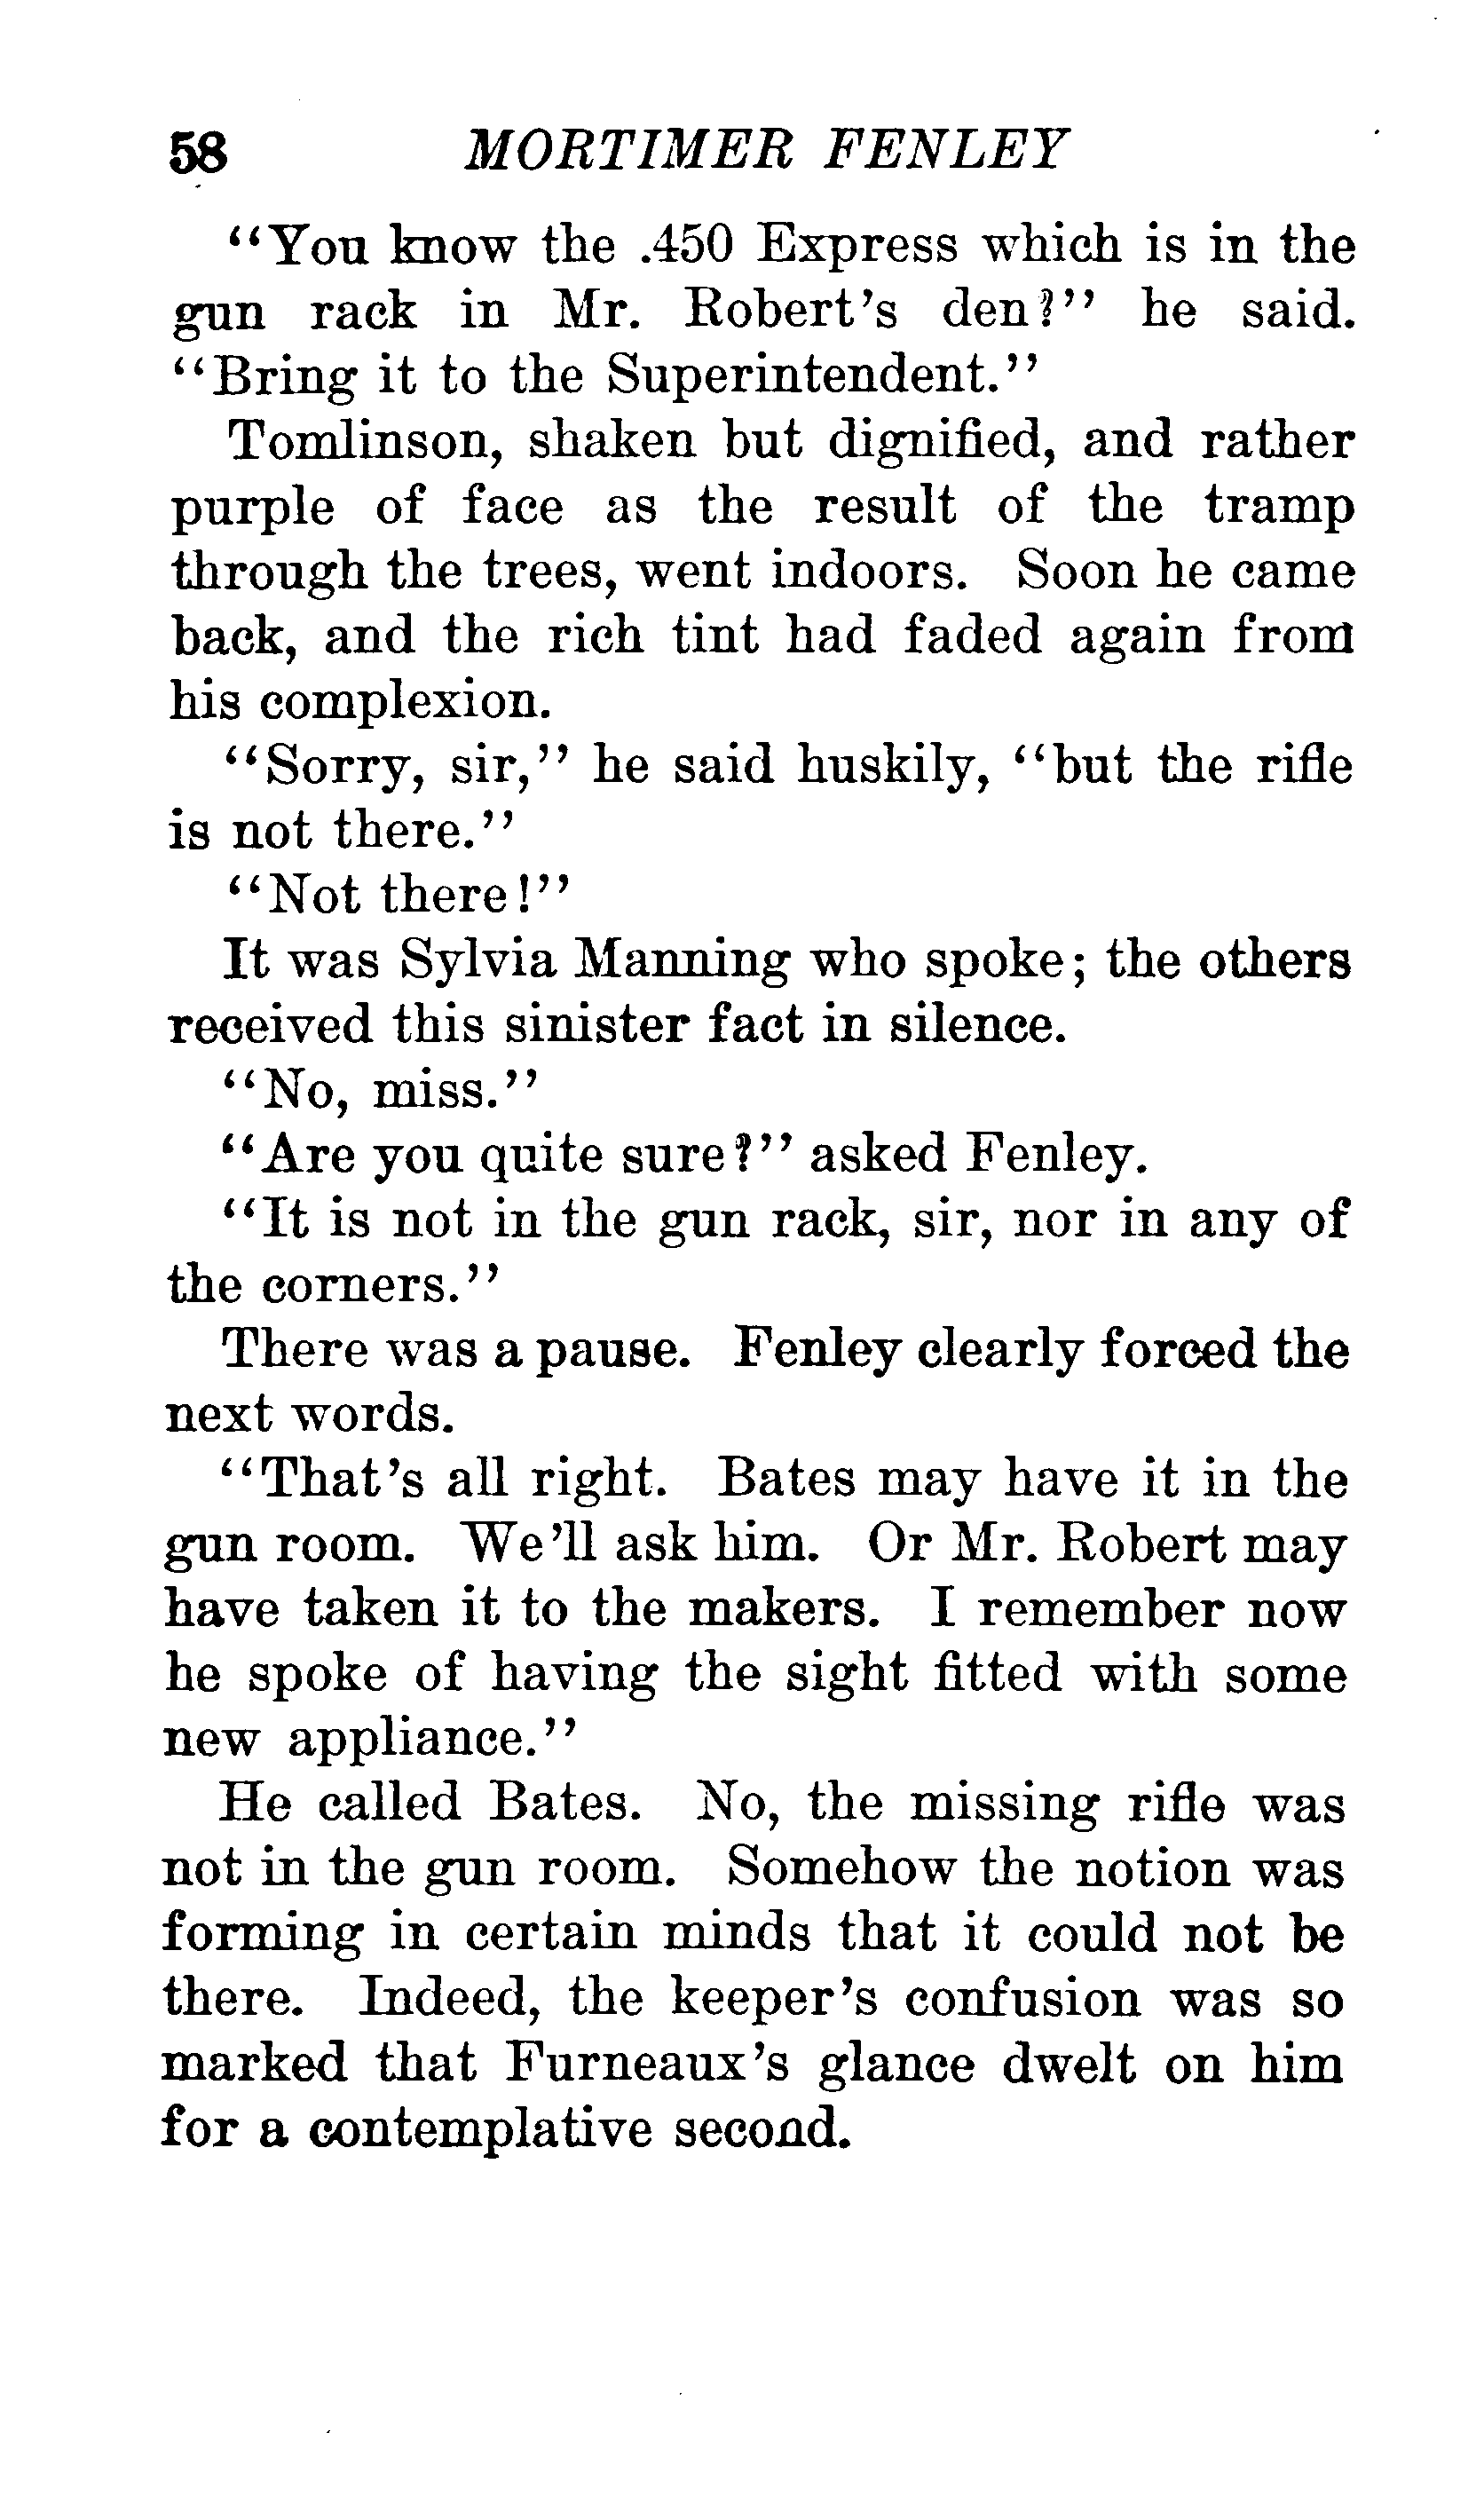 58 MORTIMER FENLEY
"You know the .450 Express which is in the
gun rack in Mr. Robert's den?" he said.
"Bring it to the Superintendent."
Tomlinson, shaken but dignified, and rather
purple of face as the result of the tramp
through the trees, went indoors. Soon he came
back, and the rich tint had faded again from
his complexion.
"Sorry, sir," he said huskily, "but the rifle
is not there."
"Not there!"
It was Sylvia Manning who spoke; the others
received this sinister fact in silence.
"No, miss."
"Are you quite sure?" asked Fenley.
"It is not in the gun rack, sir, nor in any of
the corners."
There was a pause. Fenley clearly forced the
next words.
"That's all right. Bates may have it in the
gun room. We'll ask him. Or Mr. Robert may
have taken it to the makers. I remember now
he spoke of having the sight fitted with some
new appliance."
He called Bates. No, the missing rifle was
not in the gun room. Somehow the notion was
forming in certain minds that it could not be
there. Indeed, the keeper's confusion was so
marked that Furneaux's glance dwelt on him
for a contemplative second.